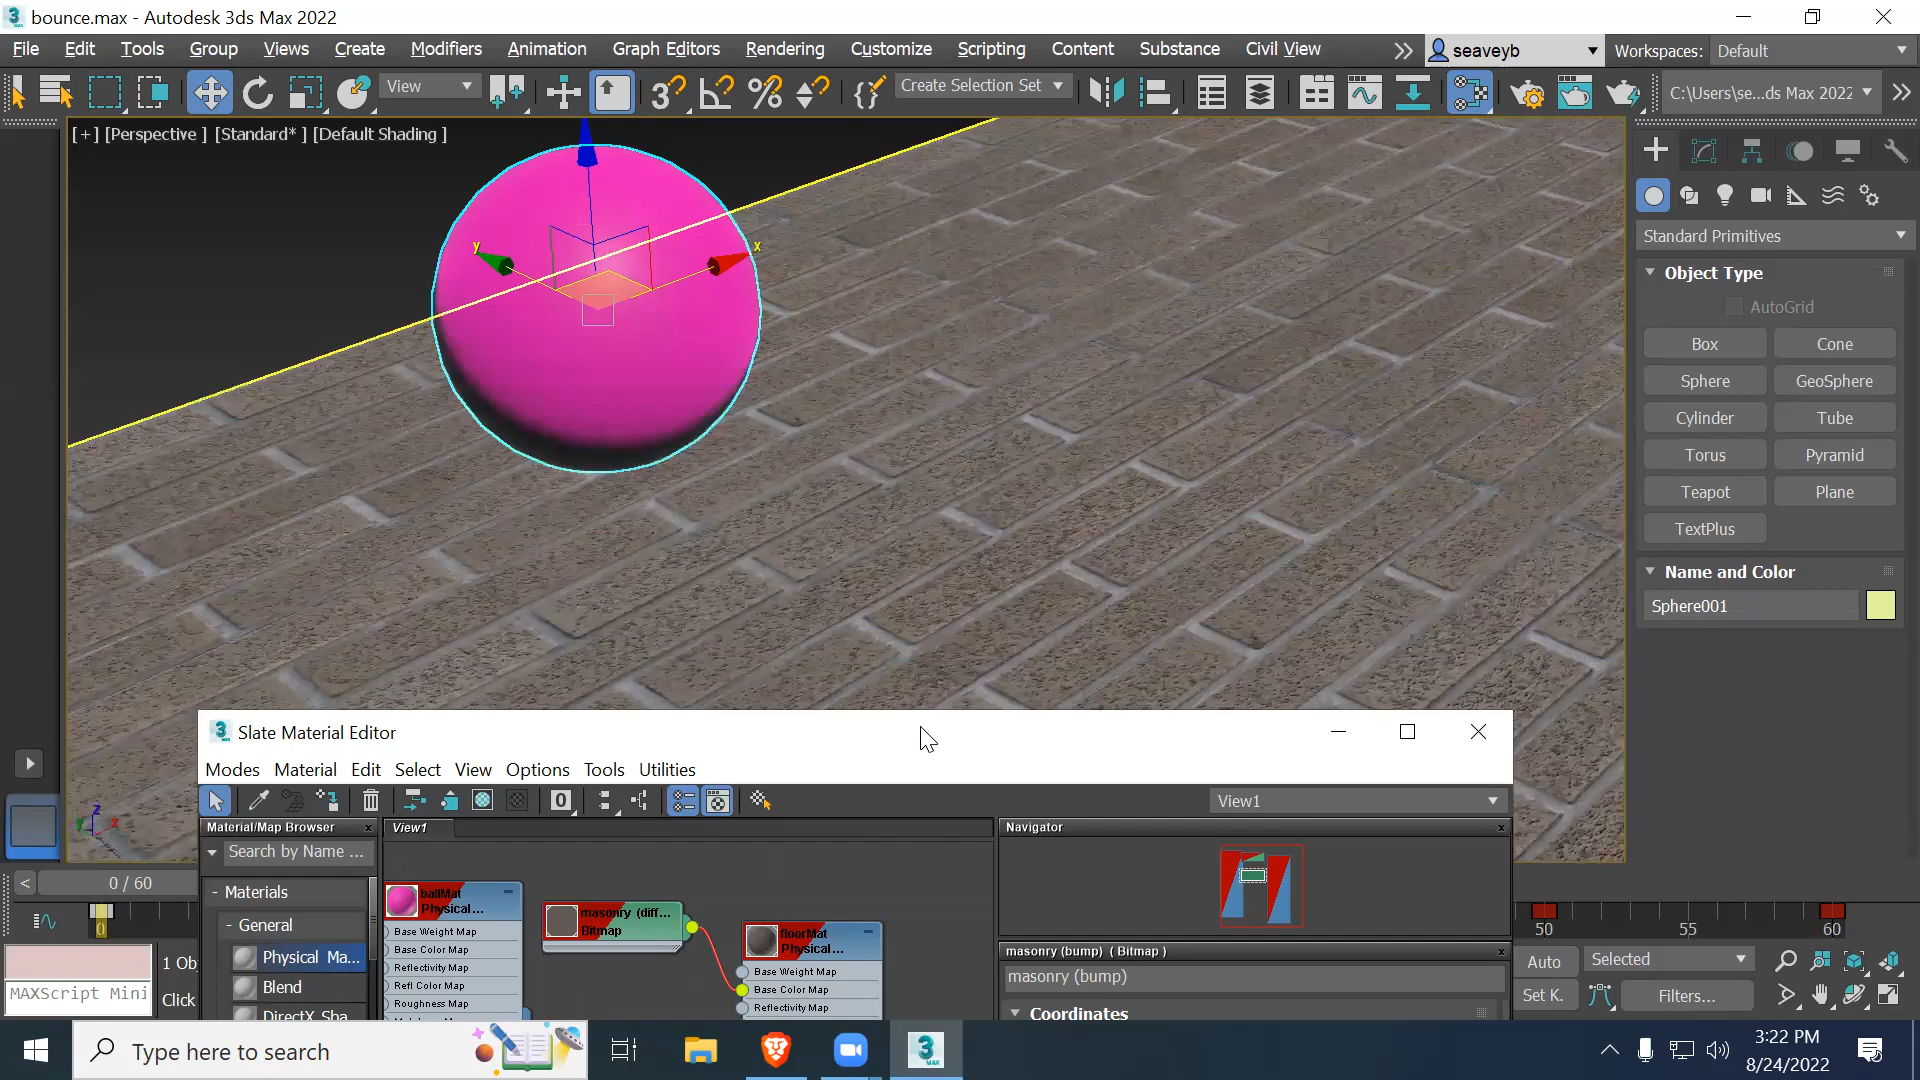 bounce.max - Autodesk 3ds Max 2022
File Edit Tools Group Views Create Modifiers Animation Graph Editors Rendering Customize Scripting Content Substance Civil View
seaveyb Workspaces: Default
View
Create Selection Set
C:\Users\se...ds Max 2022
[+] [Perspective ] [Standard* ] [Default Shading ]
y
x
Standard Primitives
Object Type
AutoGrid
Box Cone
Sphere GeoSphere
Cylinder Tube
Torus Pyramid
Teapot Plane
TextPlus
Name and Color
Sphere001
Slate Material Editor
Modes Material Edit Select View Options Tools Utilities
View1
Material/Map Browser x
View1
Navigator x
Search by Name ...
- Materials
- General
Physical Ma...
Blend
DirectX Sha
ballMat
Physical...
Base Weight Map
Base Color Map
Reflectivity Map
Refl Color Map
Roughness Map
masonry (diff...
Bitmap
floorMat
Physical...
Base Weight Map
Base Color Map
Reflectivity Map
masonry (bump) ( Bitmap ) x
masonry (bump)
Coordinates
z
x
< 0 / 60
0
50 55 60
1 Ob
MAXScript Mini
Click
Auto Selected
Set K. Filters...
Type here to search
3
MAX
3:22 PM
8/24/2022